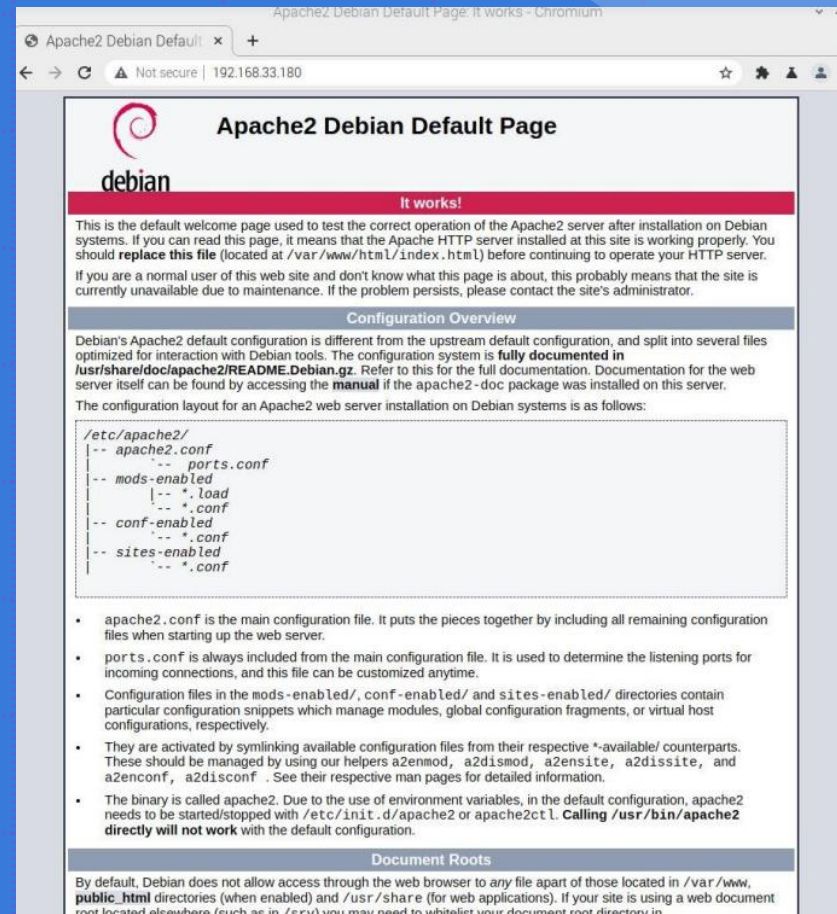 Apache2 Debian Default Page: It works - Chromium
Apache2 Debian Default
Not secure | 192.168.33.180
Apache2 Debian Default Page
debian
It works!
This is the default welcome page used to test the correct operation of the Apache2 server after installation on Debian
systems. If you can read this page, it means that the Apache HTTP server installed at this site is working properly. You
should replace this file (located at /var/www/html/index.html) before continuing to operate your HTTP server.
If you are a normal user of this web site and don't know what this page is about, this probably means that the site is
currently unavailable due to maintenance. If the problem persists, please contact the site's administrator.
Configuration Overview
Debian's Apache2 default configuration is different from the upstream default configuration, and split into several files
optimized for interaction with Debian tools. The configuration system is fully documented in
/usr/share/doc/apache2/README.Debian.gz. Refer to this for the full documentation. Documentation for the web
server itself can be found by accessing the manual if the apache2-doc package was installed on this server.
The configuration layout for an Apache2 web server installation on Debian systems is as follows:
/etc/apache2/
|-- apache2.conf
|       `--  ports.conf
|-- mods-enabled
|       |-- *.load
|       `-- *.conf
|-- conf-enabled
|       `-- *.conf
|-- sites-enabled
|       `-- *.conf
• apache2.conf is the main configuration file. It puts the pieces together by including all remaining configuration
files when starting up the web server.
• ports.conf is always included from the main configuration file. It is used to determine the listening ports for
incoming connections, and this file can be customized anytime.
• Configuration files in the mods-enabled/, conf-enabled/ and sites-enabled/ directories contain
particular configuration snippets which manage modules, global configuration fragments, or virtual host
configurations, respectively.
• They are activated by symlinking available configuration files from their respective *-available/ counterparts.
These should be managed by using our helpers a2enmod, a2dismod, a2ensite, a2dissite, and
a2enconf, a2disconf . See their respective man pages for detailed information.
• The binary is called apache2. Due to the use of environment variables, in the default configuration, apache2
needs to be started/stopped with /etc/init.d/apache2 or apache2ctl. Calling /usr/bin/apache2
directly will not work with the default configuration.
Document Roots
By default, Debian does not allow access through the web browser to any file apart of those located in /var/www,
public_html directories (when enabled) and /usr/share (for web applications). If your site is using a web document
root located elsewhere (such as in /srv) you may need to whitelist your document root directory in